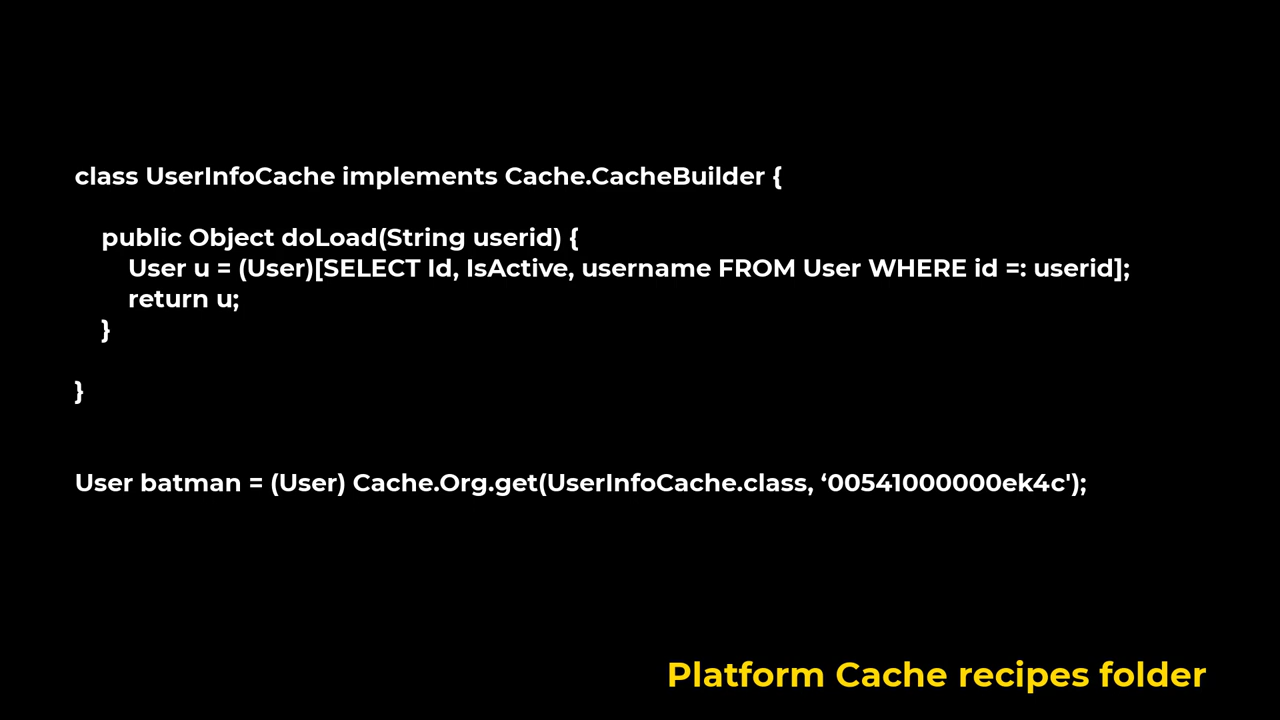 class UserInfoCache implements Cache.CacheBuilder {
public Object doLoad(String userid) {
User u = (User)[SELECT Id, IsActive, username FROM User WHERE id =: userid];
return u;
}
}
User batman = (User) Cache.Org.get(UserInfoCache.class, ‘00541000000ek4c');
Platform Cache recipes folder